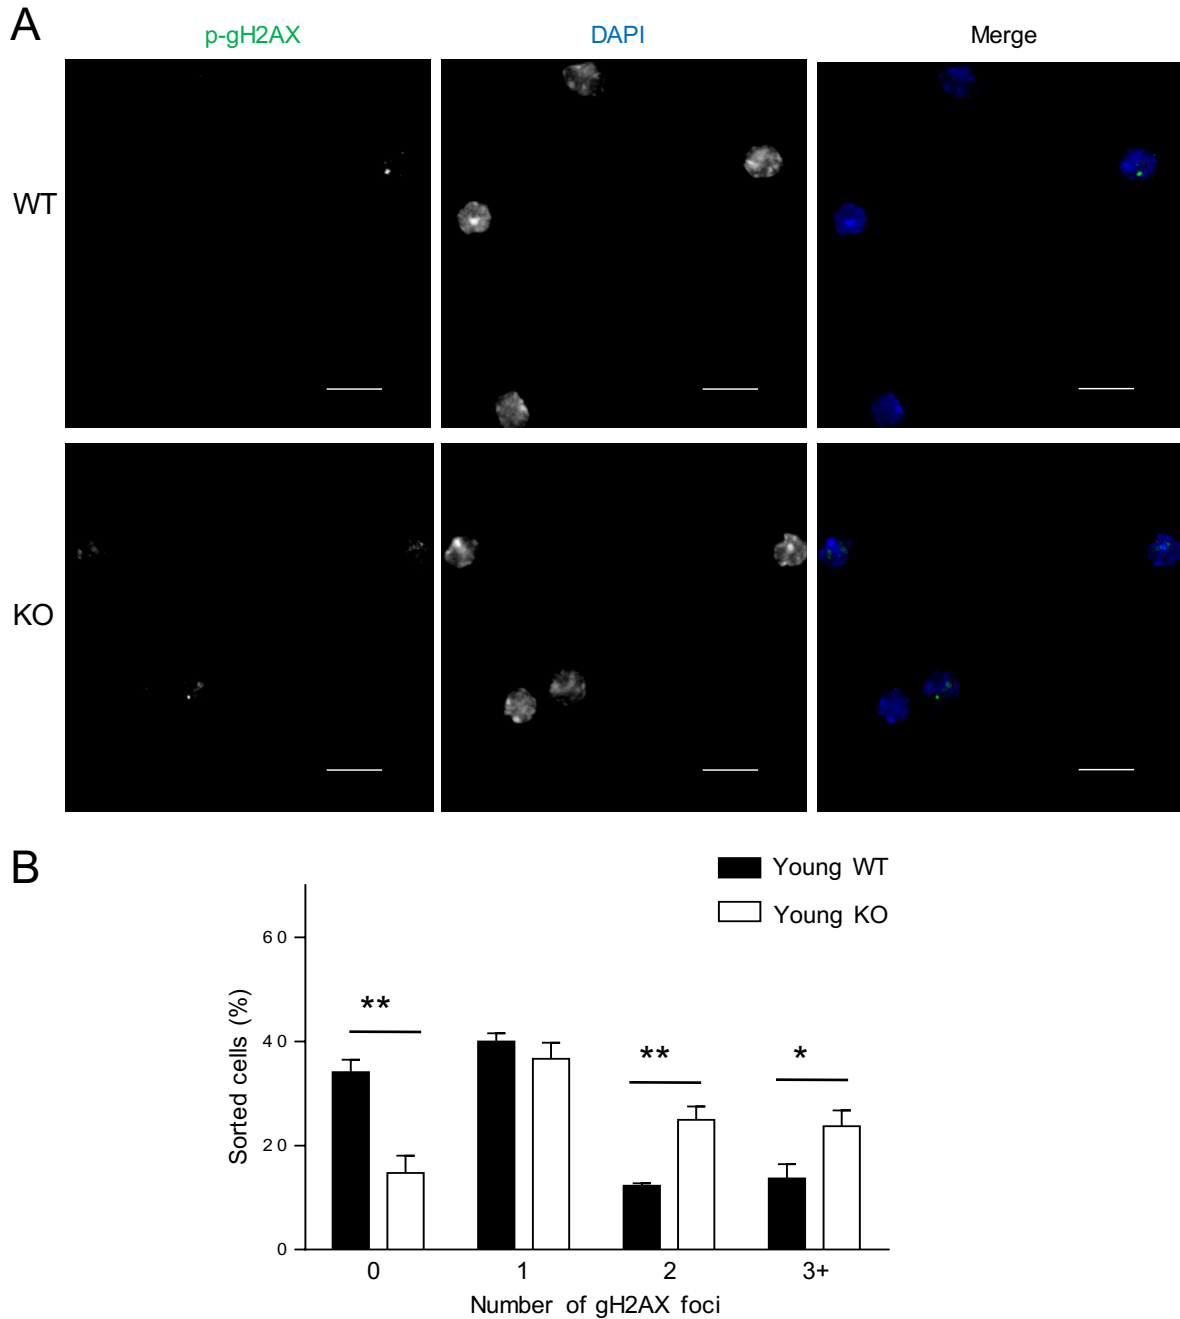 A
p-gH2AX
DAPI
Merge
WT
KO
B
Young WT
Young KO
Sorted cells (%)
60
40
20
0
**
**
*
0
1
2
3+
Number of gH2AX foci